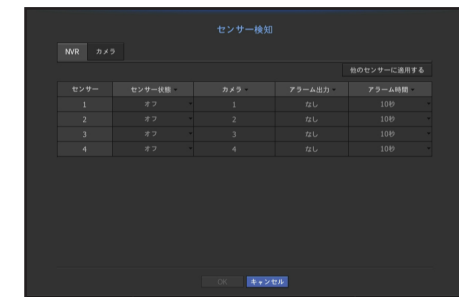 センサー検知
NVR カメラ
他のセンサーに適用する
センサー センサー状態 カメラ アラーム出力 アラーム時間
1 オフ 1 なし 10秒
2 オフ 2 なし 10秒
3 オフ 3 なし 10秒
4 オフ 4 なし 10秒
OK キャンセル